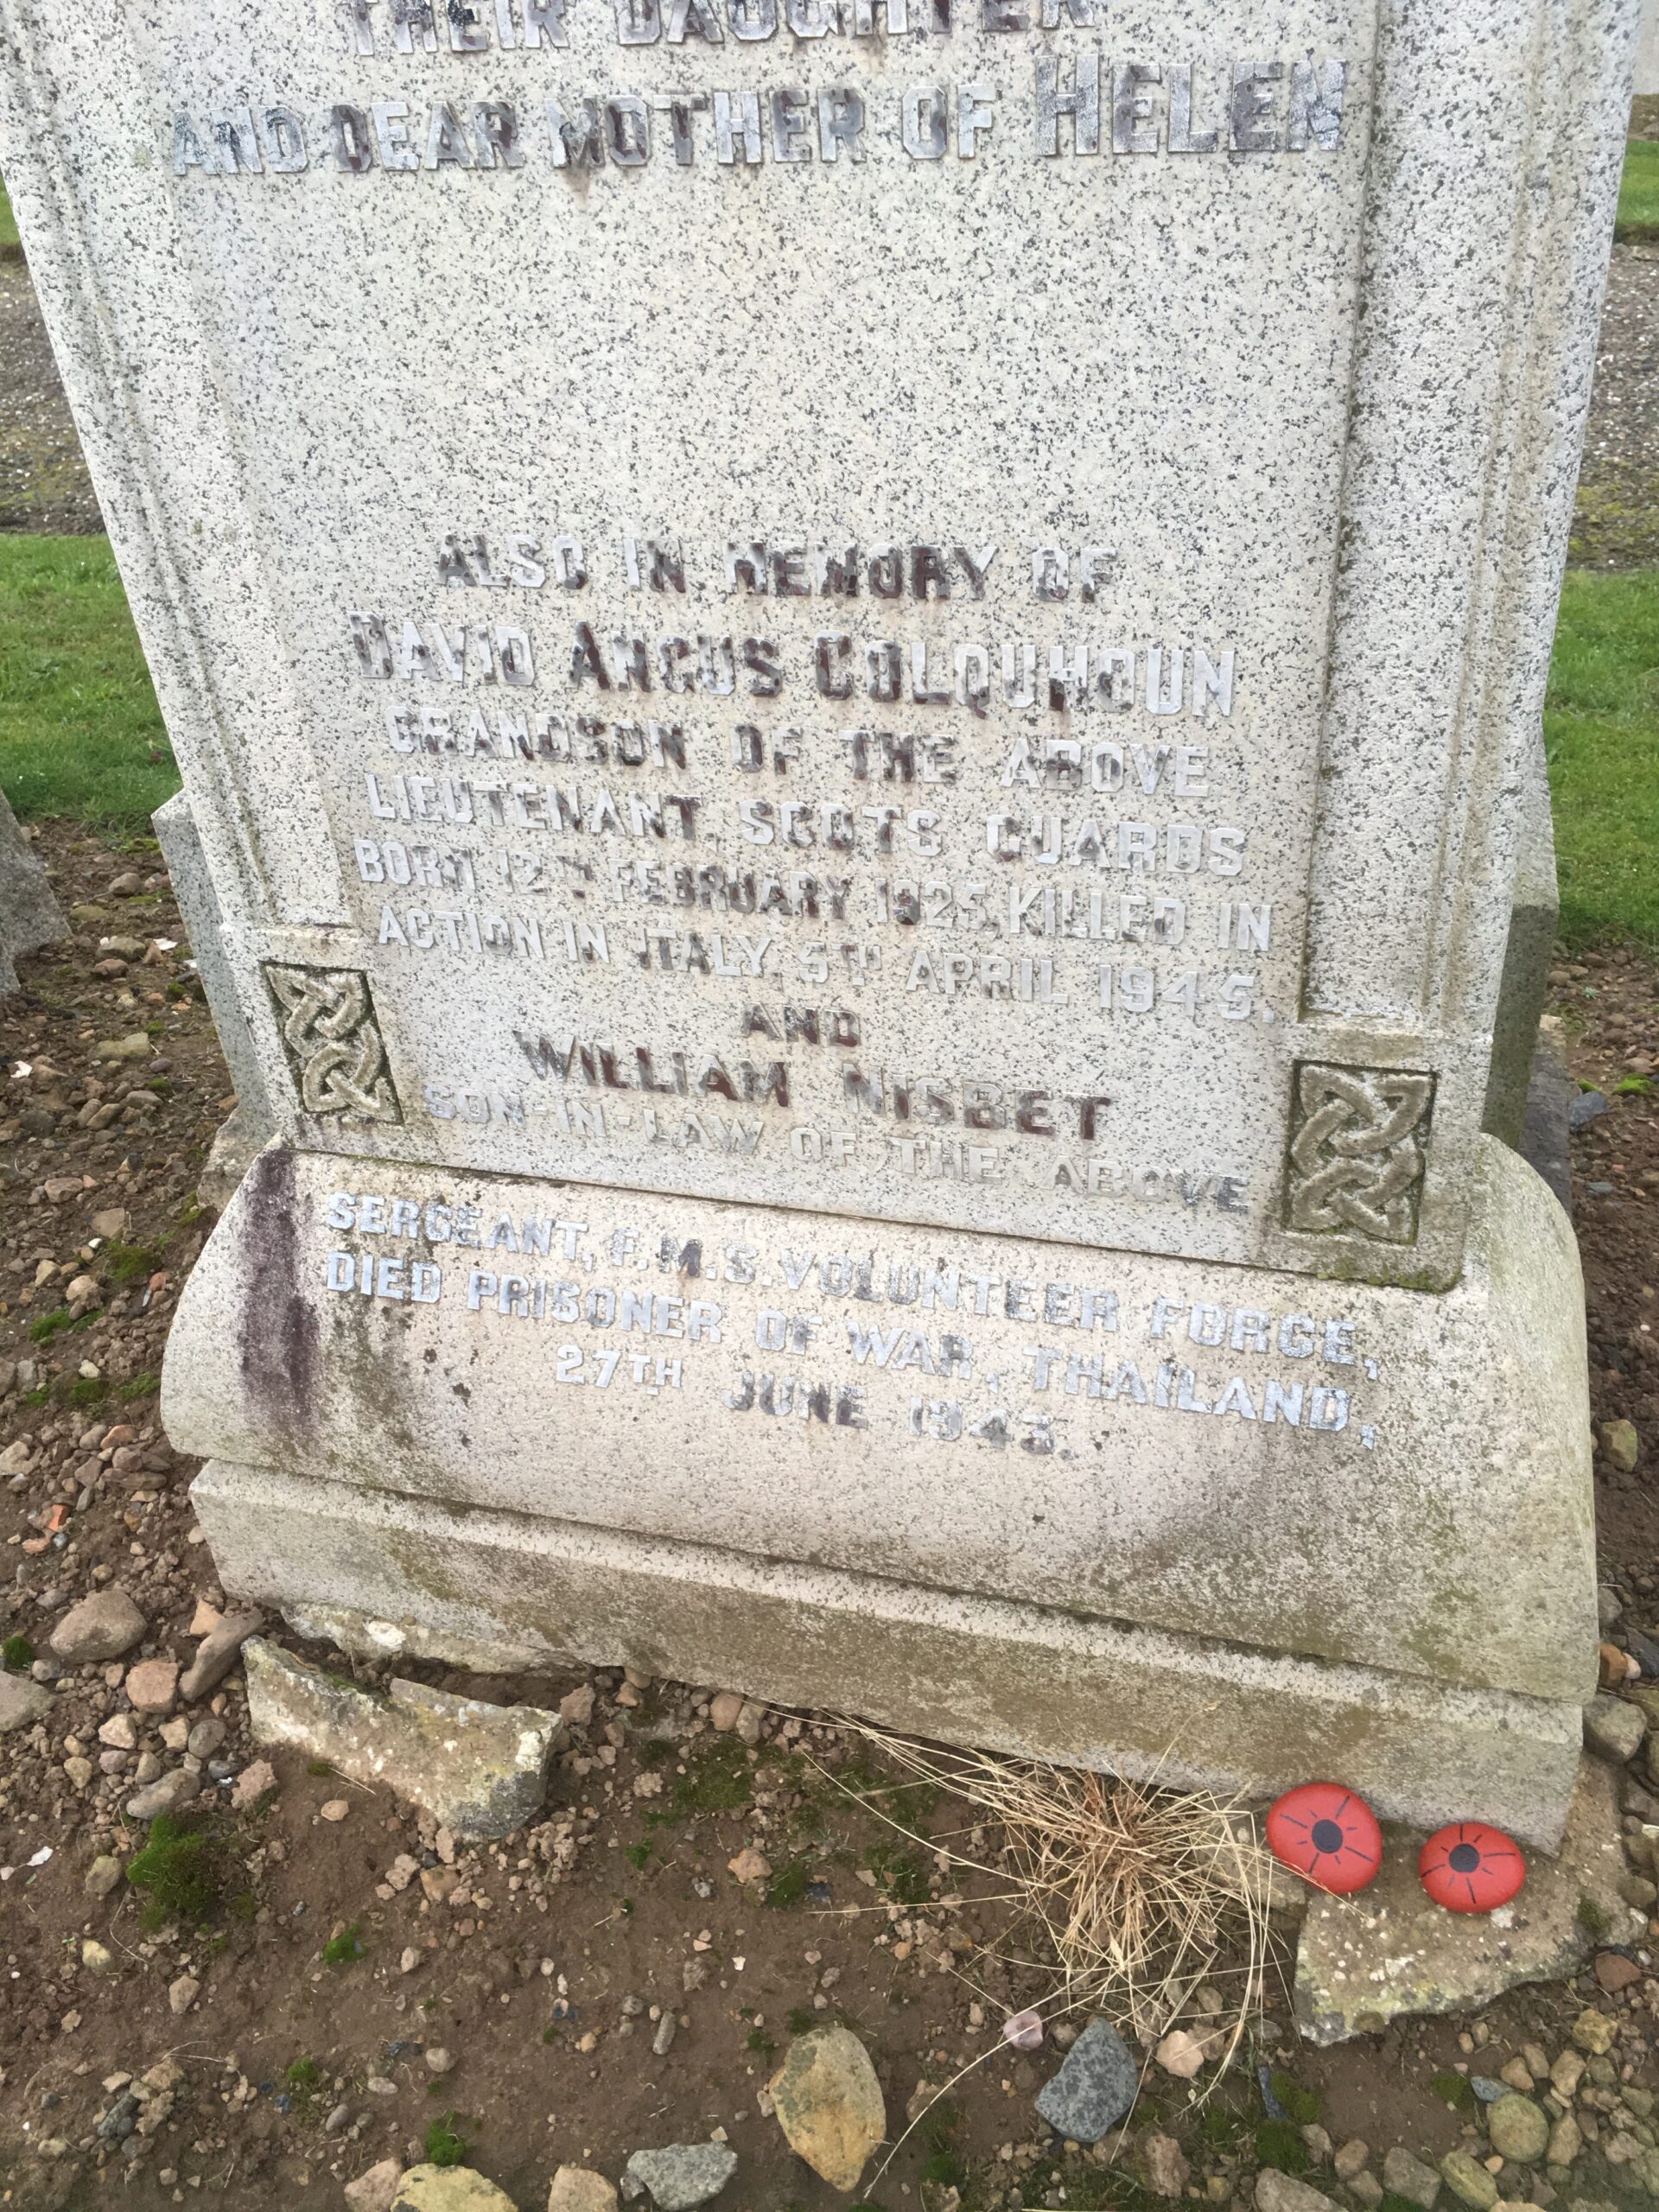 THEIR DAUGHTER
AND DEAR MOTHER OF HELEN
ALSO IN MEMORY OF
DAVID ANGUS COLQUHOUN
GRANDSON OF THE ABOVE
LIEUTENANT, SCOTS GUARDS
BORN 12TH FEBRUARY 1925, KILLED IN
ACTION IN ITALY, 5TH APRIL 1945.
AND
WILLIAM NISBET
SON-IN-LAW OF THE ABOVE
SERGEANT, F.M.S. VOLUNTEER FORCE,
DIED PRISONER OF WAR, THAILAND,
27TH JUNE 1943.